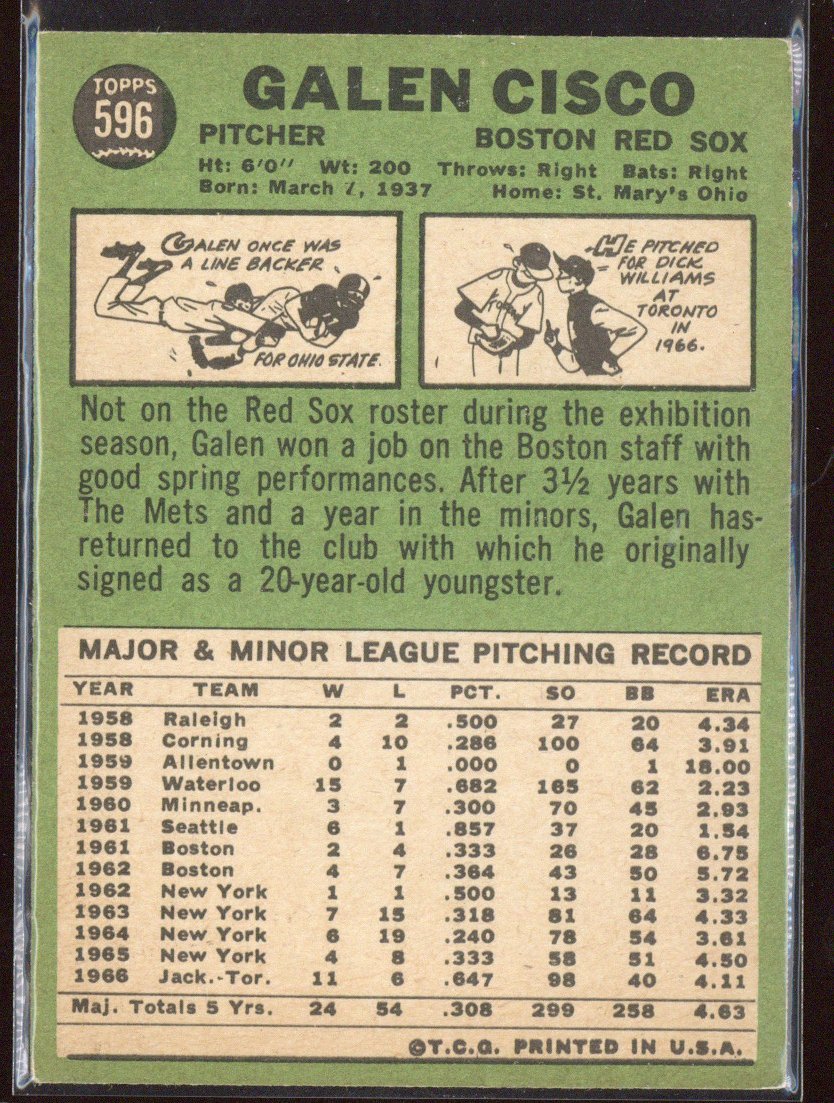 TOPPS
596
GALEN CISCO
PITCHER BOSTON RED SOX
Ht: 6'0" Wt: 200 Throws: Right Bats: Right
Born: March 7, 1937 Home: St. Mary's Ohio
GALEN ONCE WAS
A LINE BACKER
FOR OHIO STATE.
HE PITCHED
FOR DICK
WILLIAMS
AT
TORONTO
IN
1966.
Not on the Red Sox roster during the exhibition
season, Galen won a job on the Boston staff with
good spring performances. After 3½ years with
The Mets and a year in the minors, Galen has-
returned to the club with which he originally
signed as a 20-year-old youngster.
MAJOR & MINOR LEAGUE PITCHING RECORD
YEAR TEAM W L PCT. SO BB ERA
1958 Raleigh 2 2 .500 27 20 4.34
1958 Corning 4 10 .286 100 64 3.91
1959 Allentown 0 1 .000 0 1 18.00
1959 Waterloo 15 7 .682 165 62 2.23
1960 Minneap. 3 7 .300 70 45 2.93
1961 Seattle 6 1 .857 37 20 1.54
1961 Boston 2 4 .333 26 28 6.75
1962 Boston 4 7 .364 43 50 5.72
1962 New York 1 1 .500 13 11 3.32
1963 New York 7 15 .318 81 64 4.33
1964 New York 6 19 .240 78 54 3.61
1965 New York 4 8 .333 58 51 4.50
1966 Jack.-Tor. 11 6 .647 98 40 4.11
Maj. Totals 5 Yrs. 24 54 .308 299 258 4.63
©T.C.G. PRINTED IN U.S.A.